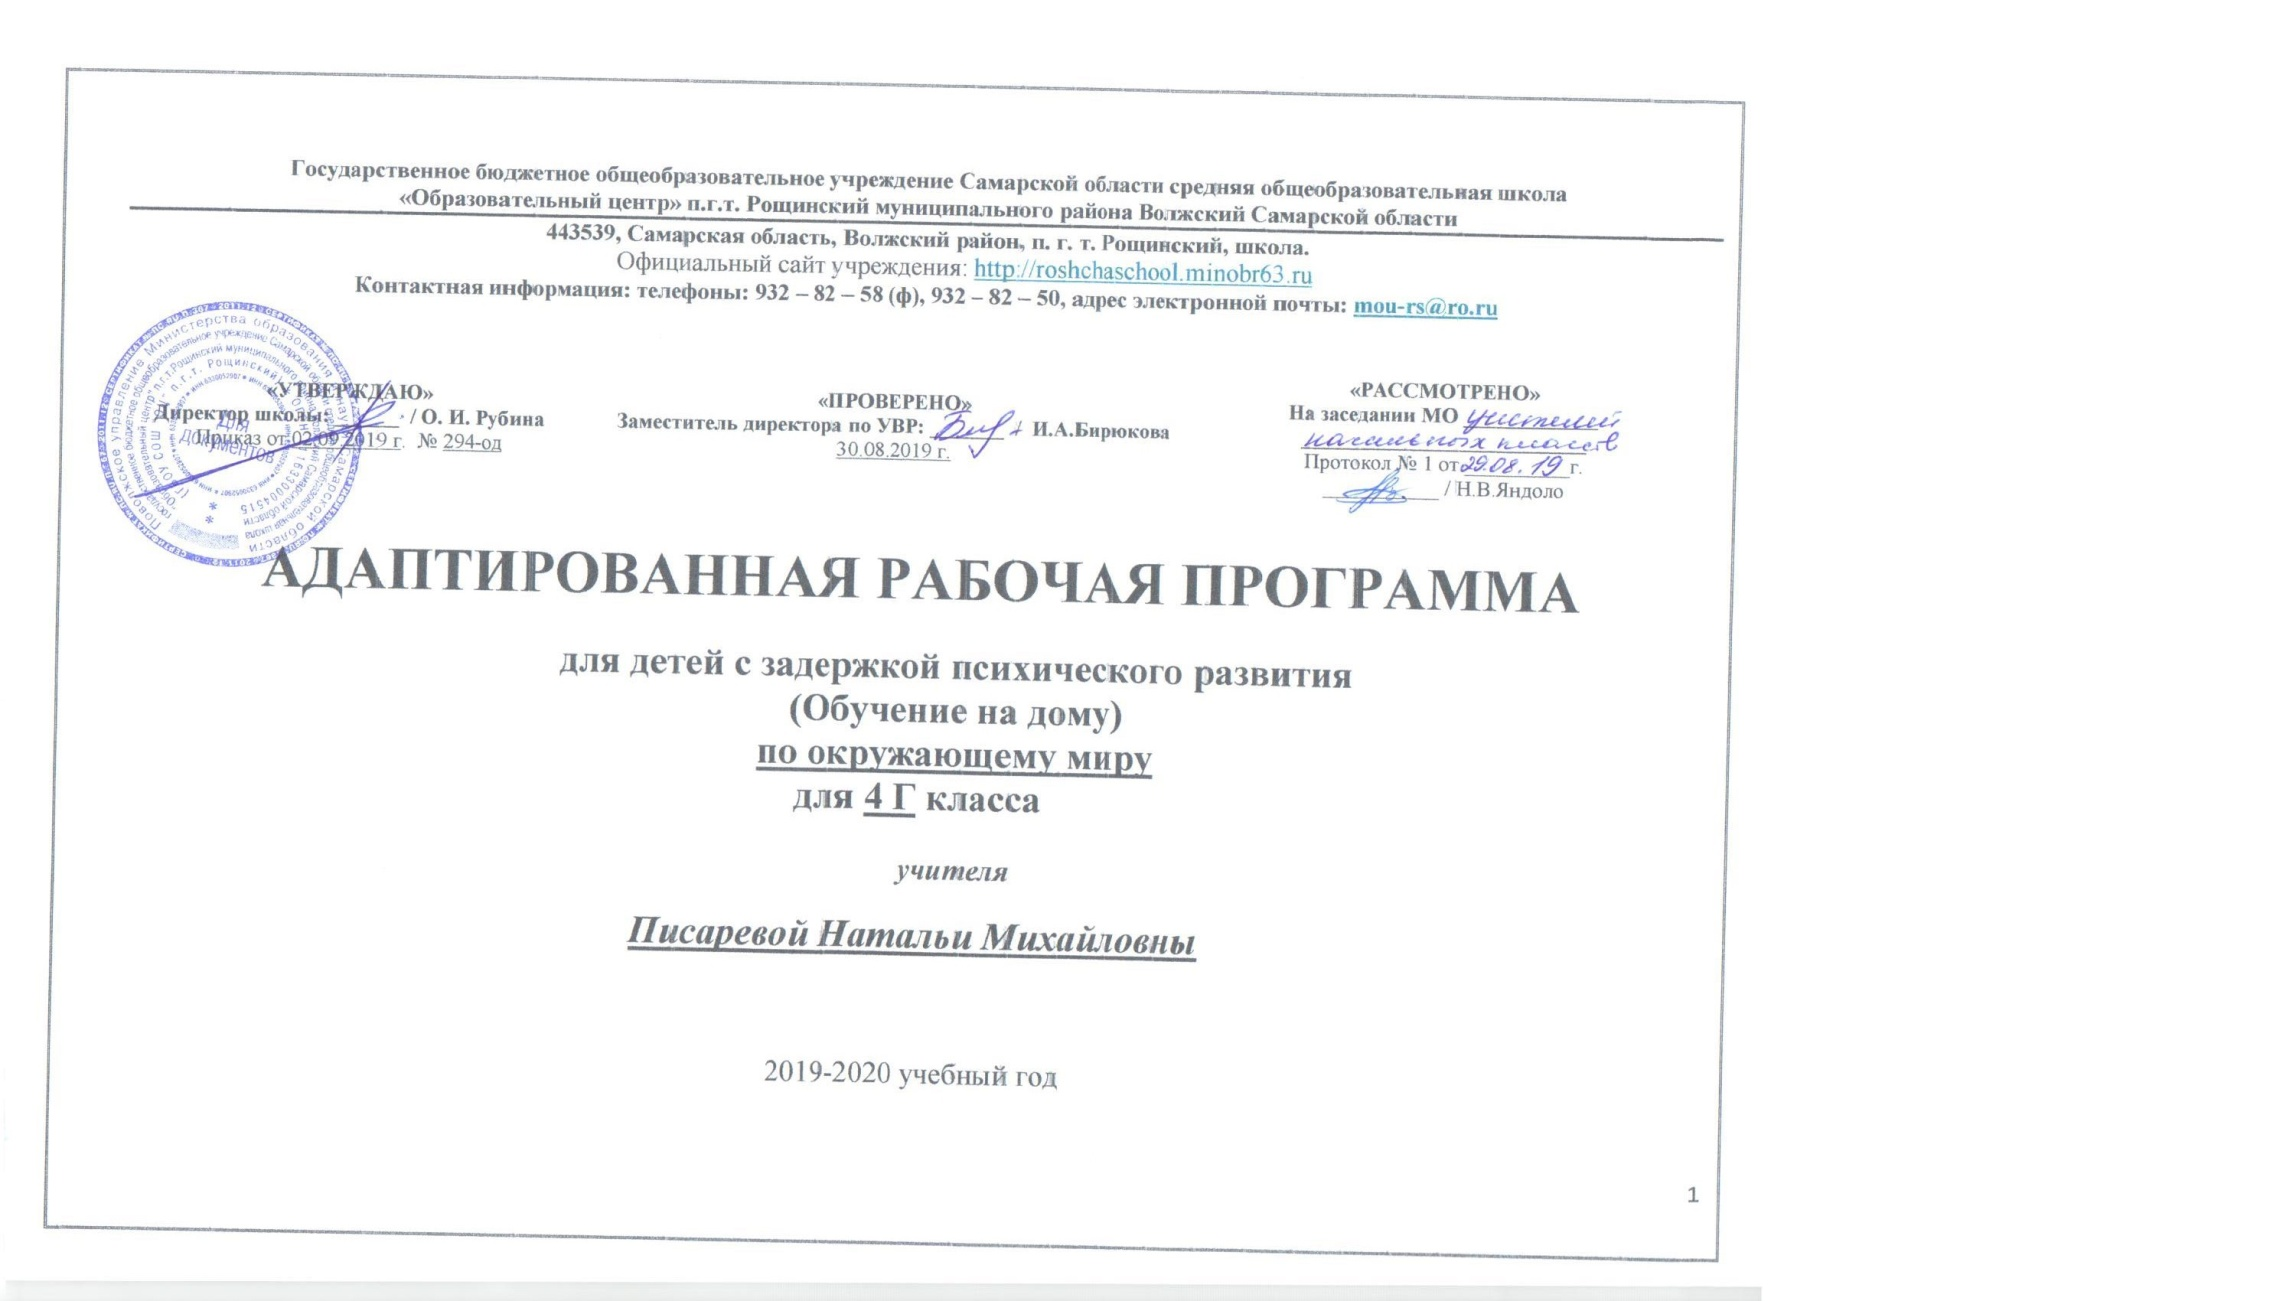 Государственное бюджетное общеобразовательное учреждение Самарской области средняя общеобразовательная школа
«Образовательный центр» п.г.т. Рощинский муниципального района Волжский Самарской области
443539, Самарская область, Волжский район, п. г. т. Рощинский, школа.
Официальный сайт учреждения: http://roshchaschool.minobr63.ru
Контактная информация: телефоны: 932 – 82 – 58 (ф), 932 – 82 – 50, адрес электронной почты: mou-rs@ro.ru
«УТВЕРЖДАЮ»
Директор школы: / О. И. Рубина
Приказ от 02.09.2019 г. № 294-од
Для
документов
«ПРОВЕРЕНО»
Заместитель директора по УВР: / И.А.Бирюкова
30.08.2019 г.
«РАССМОТРЕНО»
На заседании МО учителей
начальных классов
Протокол № 1 от 29.08.19 г.
/ Н.В.Яндоло
АДАПТИРОВАННАЯ РАБОЧАЯ ПРОГРАММА
для детей с задержкой психического развития
(Обучение на дому)
по окружающему миру
для 4 Г класса
учителя
Писаревой Натальи Михайловны
2019-2020 учебный год
1